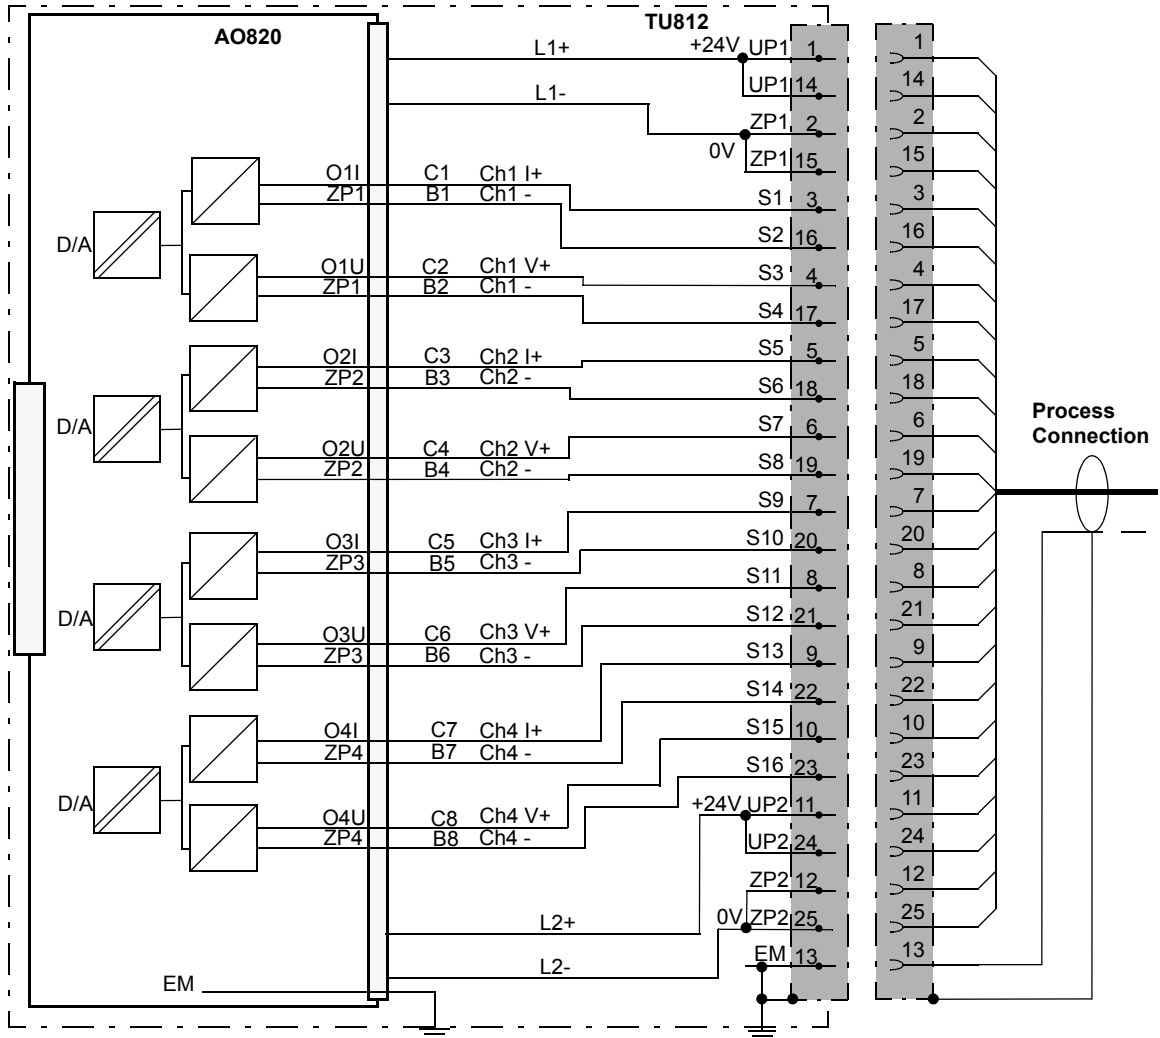 AO820
TU812
L1+ +24V UP1 1 1
UP1 14 14
L1- ZP1 2 2
0V ZP1 15 15
O1I C1 Ch1 I+ S1 3 3
ZP1 B1 Ch1 - S2 16 16
D/A
O1U C2 Ch1 V+ S3 4 4
ZP1 B2 Ch1 - S4 17 17
O2I C3 Ch2 I+ S5 5 5
ZP2 B3 Ch2 - S6 18 18
D/A
O2U C4 Ch2 V+ S7 6 6
ZP2 B4 Ch2 - S8 19 19
Process
Connection
O3I C5 Ch3 I+ S9 7 7
ZP3 B5 Ch3 - S10 20 20
D/A
O3U C6 Ch3 V+ S11 8 8
ZP3 B6 Ch3 - S12 21 21
O4I C7 Ch4 I+ S13 9 9
ZP4 B7 Ch4 - S14 22 22
D/A
O4U C8 Ch4 V+ S15 10 10
ZP4 B8 Ch4 - S16 23 23
+24V UP2 11 11
UP2 24 24
ZP2 12 12
L2+ 0V ZP2 25 25
L2- EM 13 13
EM